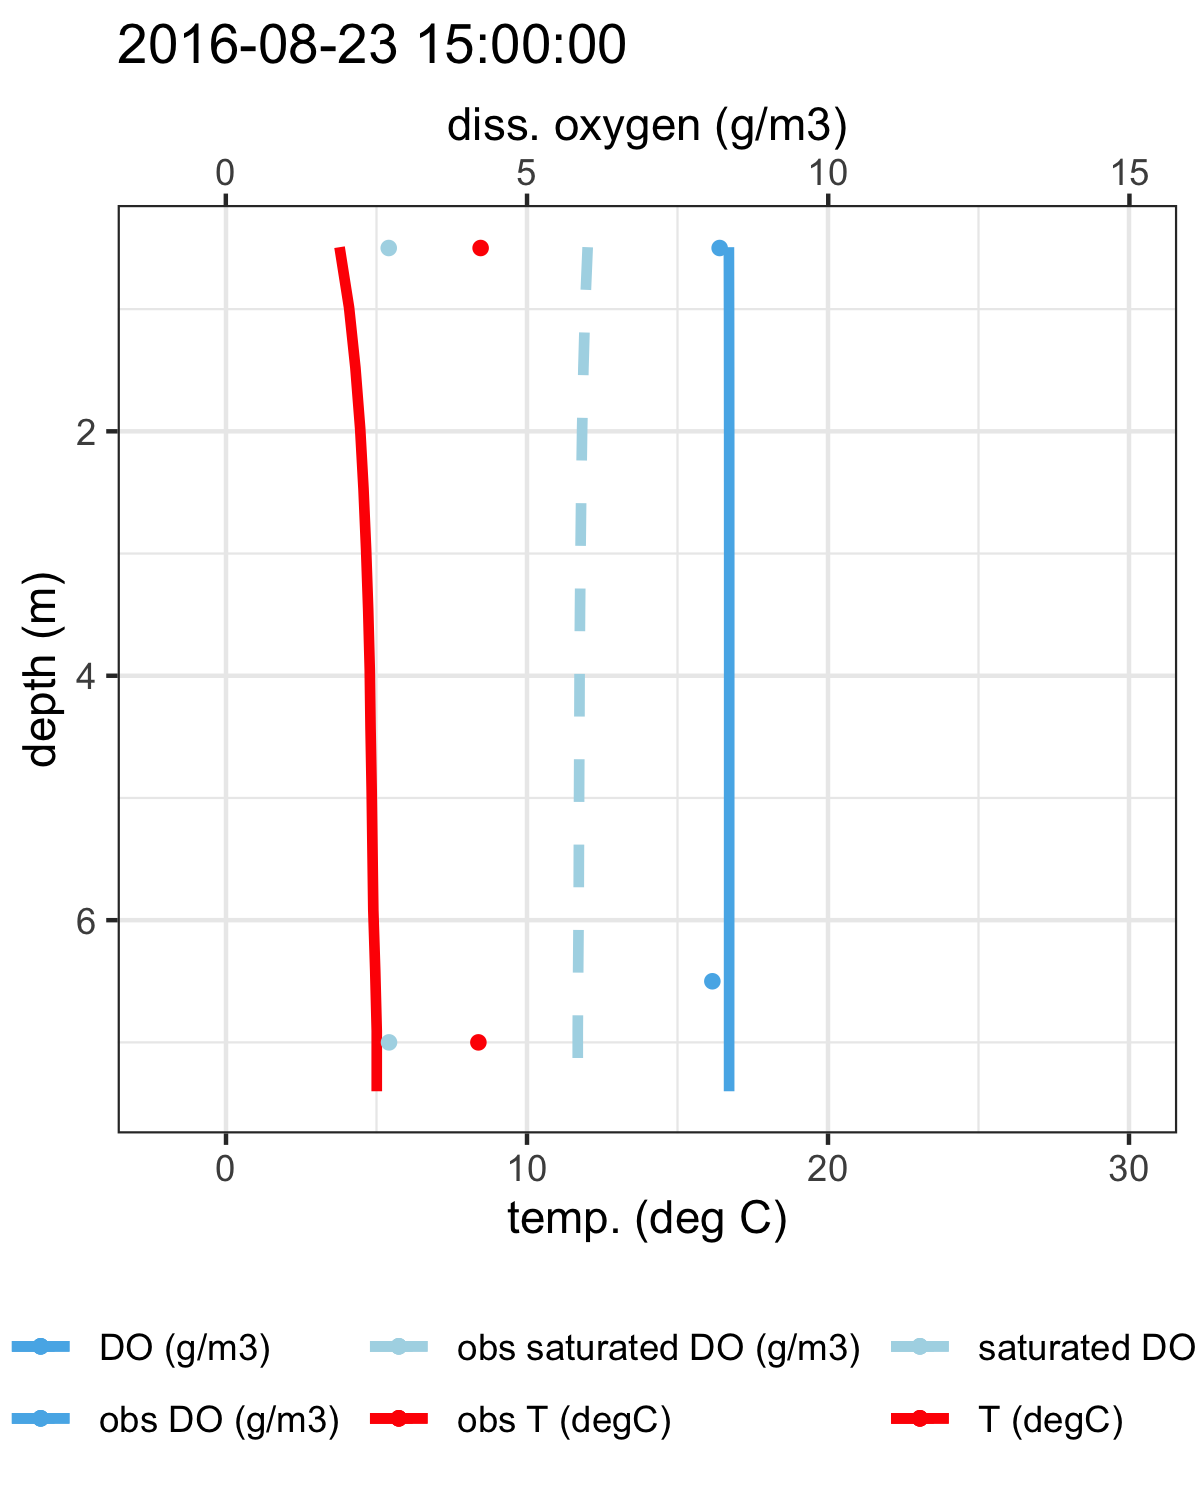 2016-08-23 15:00:00
diss. oxygen (g/m3)
0 5 10 15
2
4
6
depth (m)
0 10 20 30
temp. (deg C)
DO (g/m3) obs saturated DO (g/m3) saturated DO
obs DO (g/m3) obs T (degC) T (degC)